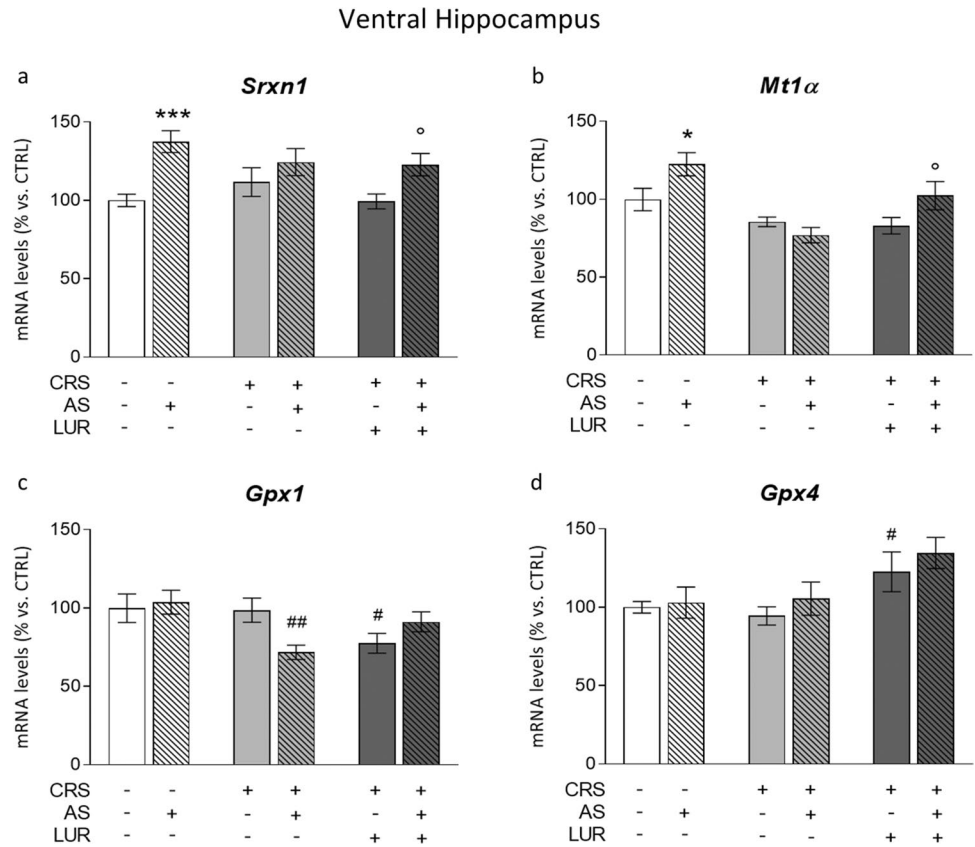 Ventral Hippocampus
a
Srxn1
mRNA levels (% vs. CTRL)
150
100
50
0
***
°
CRS - - + + + +
AS - + - + - +
LUR - - - - + +
b
Mt1α
mRNA levels (% vs. CTRL)
150
100
50
0
*
°
CRS - - + + + +
AS - + - + - +
LUR - - - - + +
c
Gpx1
mRNA levels (% vs. CTRL)
150
100
50
0
##
#
CRS - - + + + +
AS - + - + - +
LUR - - - - + +
d
Gpx4
mRNA levels (% vs. CTRL)
150
100
50
0
#
CRS - - + + + +
AS - + - + - +
LUR - - - - + +